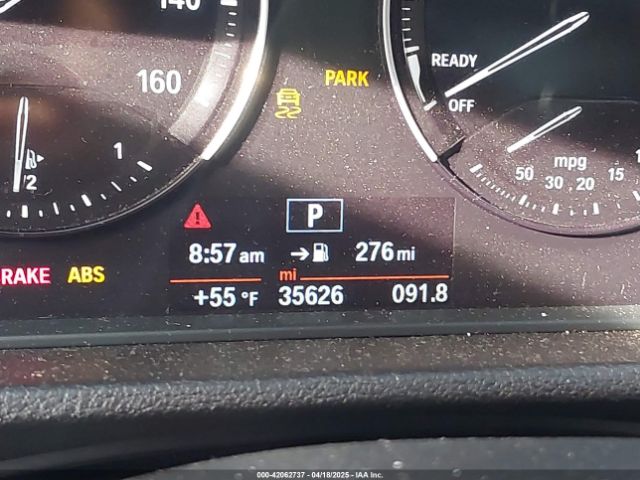 140
160
PARK
READY
OFF
1
/2
mpg
50 30 20 15
P
8:57 am 276 mi
RAKE ABS
mi
+55 °F 35626 091.8
000-42062737 - 04/18/2025 - IAA Inc.